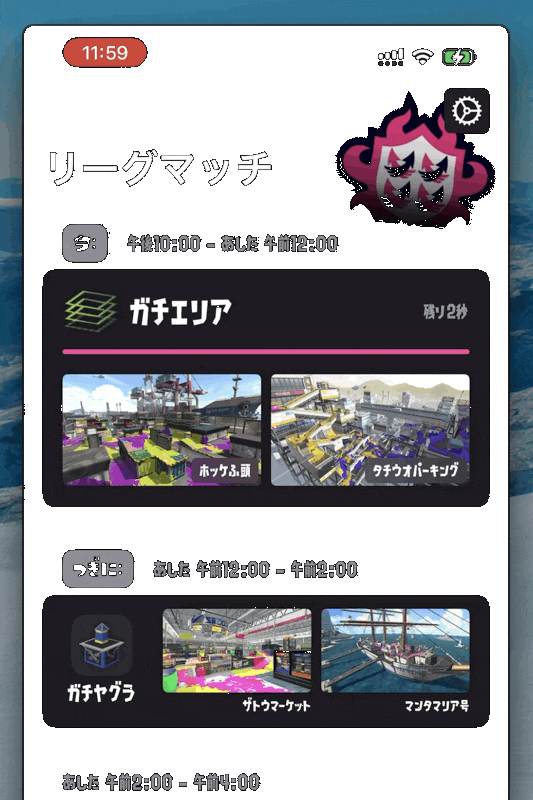 11:59
リーグマッチ
今: 午後10:00 – あした 午前12:00
ガチエリア
残り2秒
ホッケふ頭
タチウオパーキング
つぎに: あした 午前12:00 – 午前2:00
ガチヤグラ
ザトウマーケット
マンタマリア号
あした 午前2:00 – 午前4:00